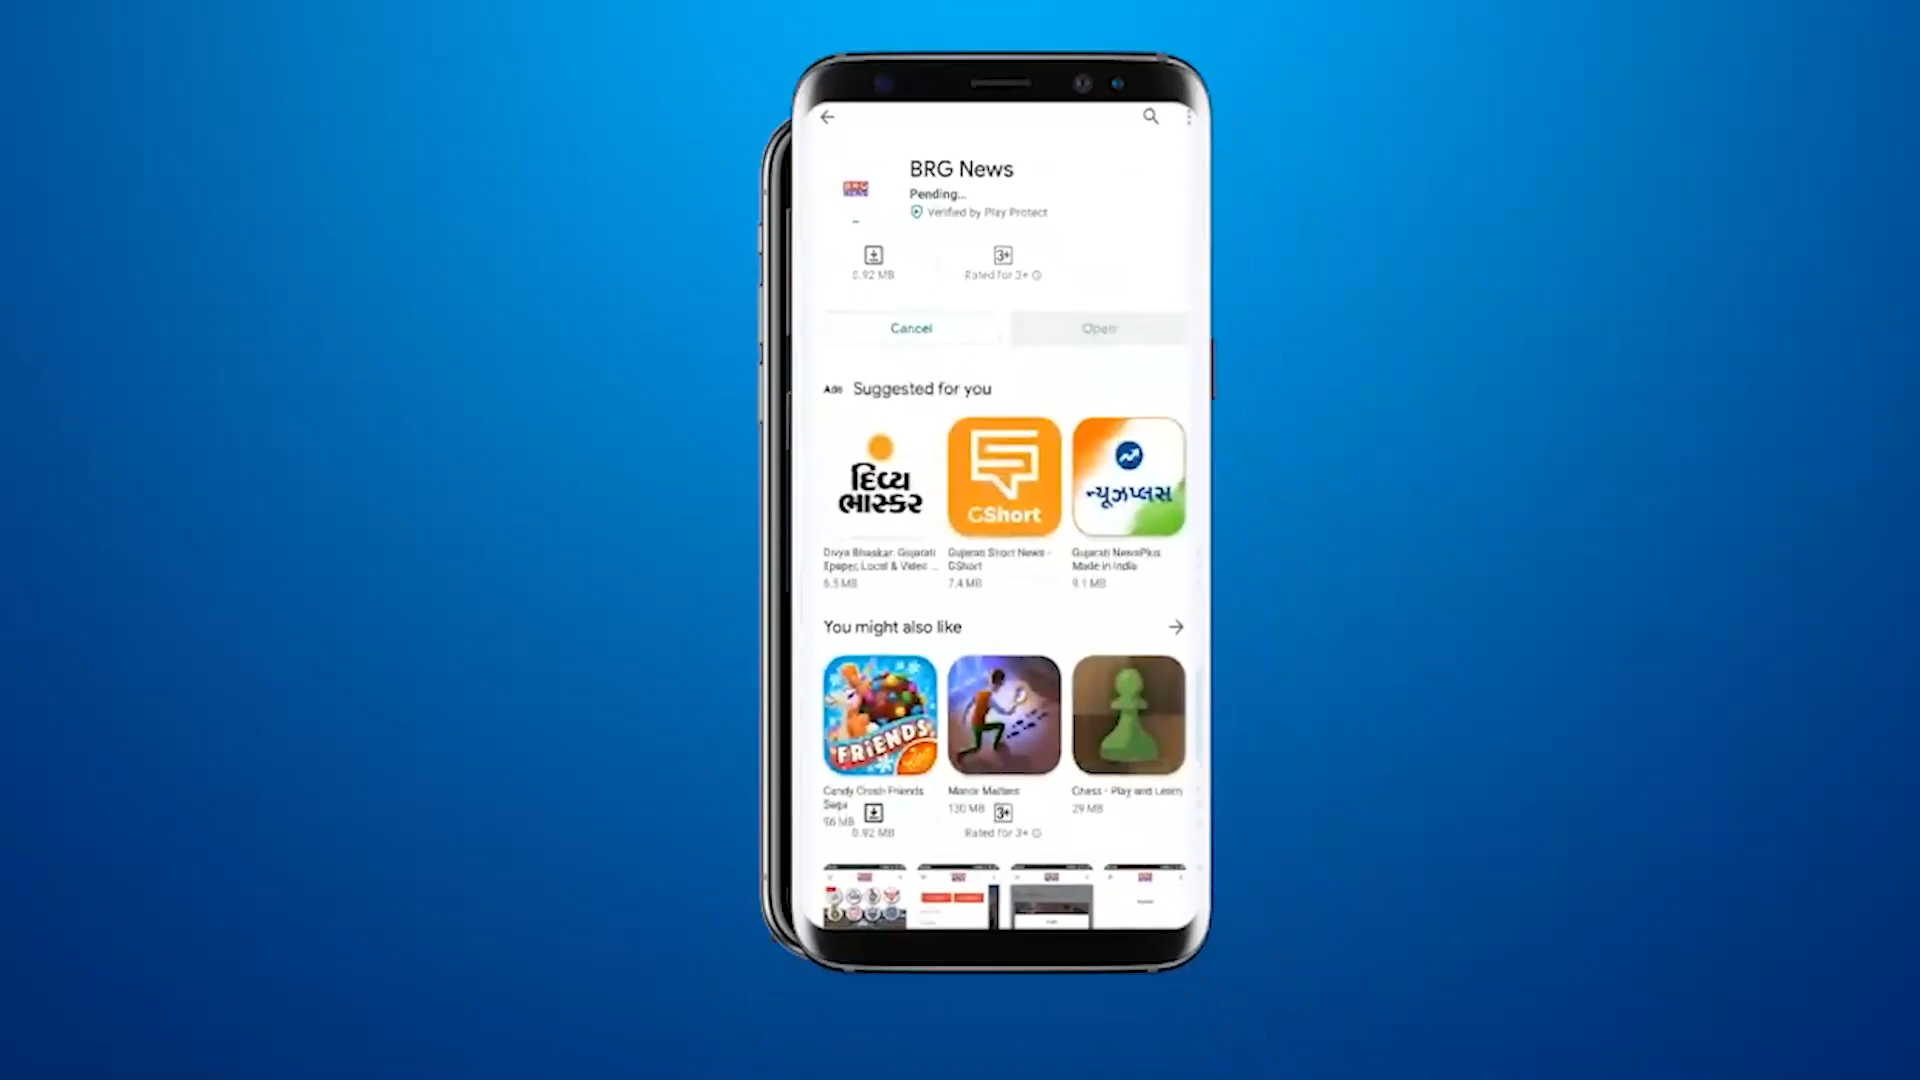 BRG News
BRG
Pending...
Verified by Play Protect
3+
0.92 MB
Rated for 3+
Cancel
Open
Ads Suggested for you
દિવ્ય
ભાસ્કર
GShort
ન્યૂઝપ્લસ
Divya Bhaskar: Gujarati
Epaper, Local & Video ...
6.5 MB
Gujarati Short News -
GShort
7.4 MB
Gujarati NewsPlus
Made in India
9.1 MB
You might also like
FRIENDS
Candy Crush Friends
Saga
96 MB
Manor Matters
130 MB
Chess - Play and Learn
29 MB
3+
0.92 MB
Rated for 3+